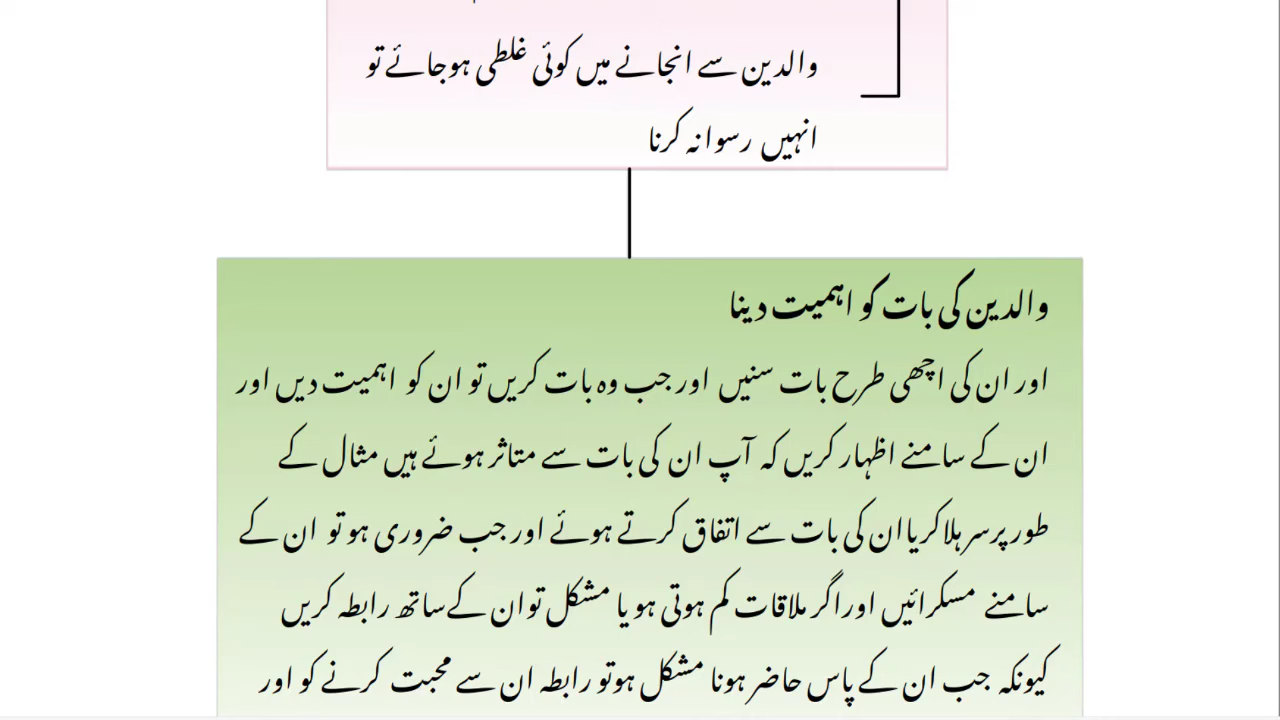 والدین سے انجانے میں کوئی غلطی ہوجائے تو
انہیں رسوا نہ کرنا
والدین کی بات کو اہمیت دینا
اور ان کی اچھی طرح بات سنیں اور جب وہ بات کریں تو ان کو اہمیت دیں اور
ان کے سامنے اظہار کریں کہ آپ ان کی بات سے متاثر ہوئے ہیں مثال کے
طور پر سر ہلا کر یا ان کی بات سے اتفاق کرتے ہوئے اور جب ضروری ہو تو ان کے
سامنے مسکرائیں اور اگر ملاقات کم ہوتی ہو یا مشکل تو ان کے ساتھ رابطہ کریں
کیونکہ جب ان کے پاس حاضر ہونا مشکل ہو تو رابطہ ان سے محبت کرنے کو اور